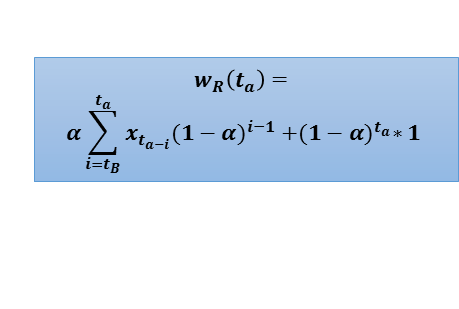 w_R(t_a) =
α ∑_{i=t_B}^{t_a} x_{t_{a-i}}(1 − α)^{i−1} +(1 − α)^{t_a} * 1